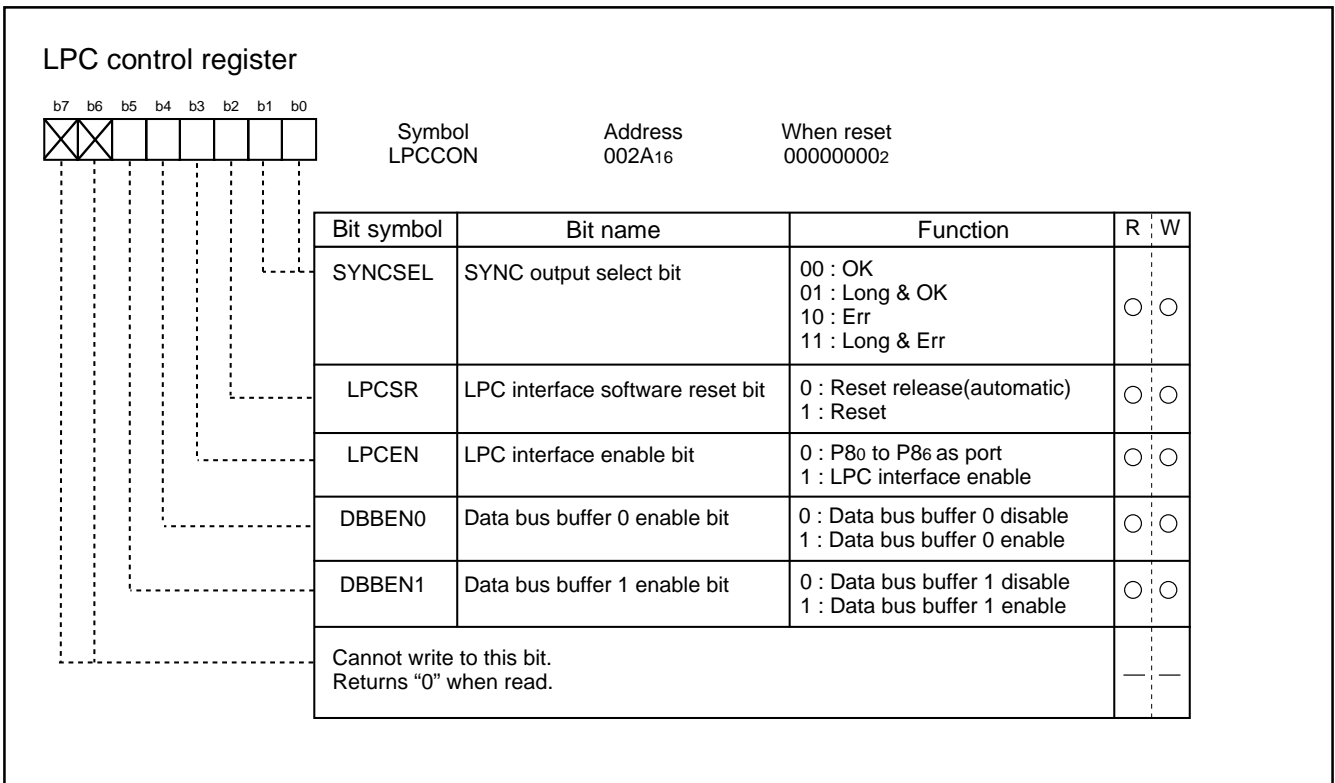 LPC control register
b7 b6 b5 b4 b3 b2 b1 b0
Symbol Address When reset
LPCCON 002A16 000000002
Bit symbol Bit name Function R W
SYNCSEL SYNC output select bit 00 : OK
01 : Long & OK
10 : Err
11 : Long & Err
LPCSR LPC interface software reset bit 0 : Reset release(automatic)
1 : Reset
LPCEN LPC interface enable bit 0 : P80 to P86 as port
1 : LPC interface enable
DBBEN0 Data bus buffer 0 enable bit 0 : Data bus buffer 0 disable
1 : Data bus buffer 0 enable
DBBEN1 Data bus buffer 1 enable bit 0 : Data bus buffer 1 disable
1 : Data bus buffer 1 enable
Cannot write to this bit.
Returns “0” when read. — —